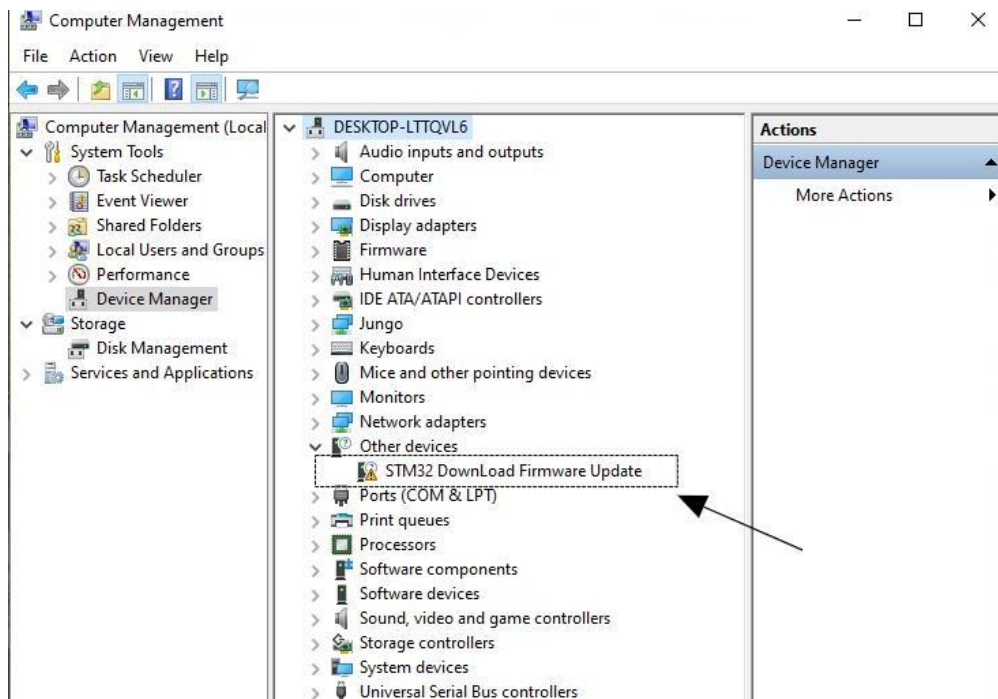 Computer Management
File Action View Help
Computer Management (Local
System Tools
Task Scheduler
Event Viewer
Shared Folders
Local Users and Groups
Performance
Device Manager
Storage
Disk Management
Services and Applications
DESKTOP-LTTQVL6
Audio inputs and outputs
Computer
Disk drives
Display adapters
Firmware
Human Interface Devices
IDE ATA/ATAPI controllers
Jungo
Keyboards
Mice and other pointing devices
Monitors
Network adapters
Other devices
STM32 DownLoad Firmware Update
Ports (COM & LPT)
Print queues
Processors
Software components
Software devices
Sound, video and game controllers
Storage controllers
System devices
Universal Serial Bus controllers
Actions
Device Manager
More Actions